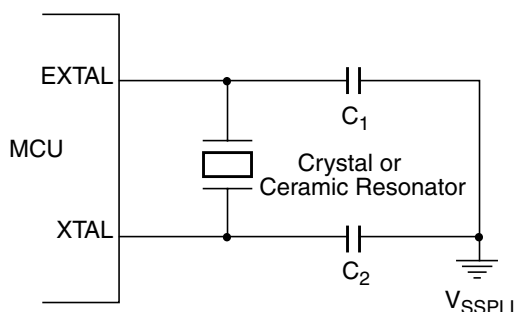 EXTAL
C1
MCU
Crystal or
Ceramic Resonator
XTAL
C2
VSSPLL